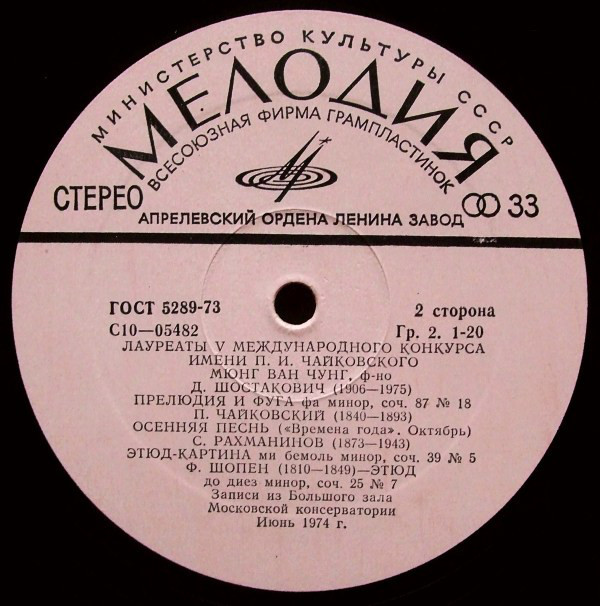 МИНИСТЕРСТВО КУЛЬТУРЫ СССР
МЕЛОДИЯ
ВСЕСОЮЗНАЯ ФИРМА ГРАМПЛАСТИНОК
СТЕРЕО
33
АПРЕЛЕВСКИЙ ОРДЕНА ЛЕНИНА ЗАВОД
ГОСТ 5289-73 2 сторона
С10—05482 Гр. 2. 1-20
ЛАУРЕАТЫ V МЕЖДУНАРОДНОГО КОНКУРСА
ИМЕНИ П. И. ЧАЙКОВСКОГО
МЮНГ ВАН ЧУНГ, ф-но
Д. ШОСТАКОВИЧ (1906—1975)
ПРЕЛЮДИЯ И ФУГА фа минор, соч. 87 № 18
П. ЧАЙКОВСКИЙ (1840—1893)
ОСЕННЯЯ ПЕСНЬ («Времена года». Октябрь)
С. РАХМАНИНОВ (1873—1943)
ЭТЮД-КАРТИНА ми бемоль минор, соч. 39 № 5
Ф. ШОПЕН (1810—1849)—ЭТЮД
до диез минор, соч. 25 № 7
Записи из Большого зала
Московской консерватории
Июнь 1974 г.